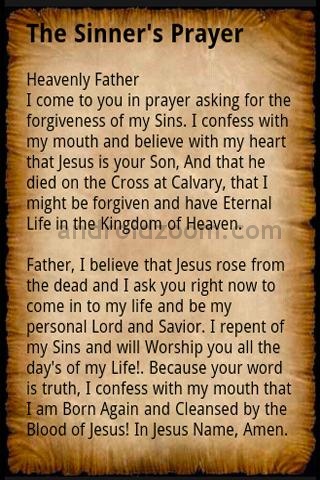 The Sinner's Prayer
Heavenly Father
I come to you in prayer asking for the
forgiveness of my Sins. I confess with
my mouth and believe with my heart
that Jesus is your Son, And that he
died on the Cross at Calvary, that I
might be forgiven and have Eternal
Life in the Kingdom of Heaven.
androidzoom.com
Father, I believe that Jesus rose from
the dead and I ask you right now to
come in to my life and be my
personal Lord and Savior. I repent of
my Sins and will Worship you all the
day's of my Life!. Because your word
is truth, I confess with my mouth that
I am Born Again and Cleansed by the
Blood of Jesus! In Jesus Name, Amen.